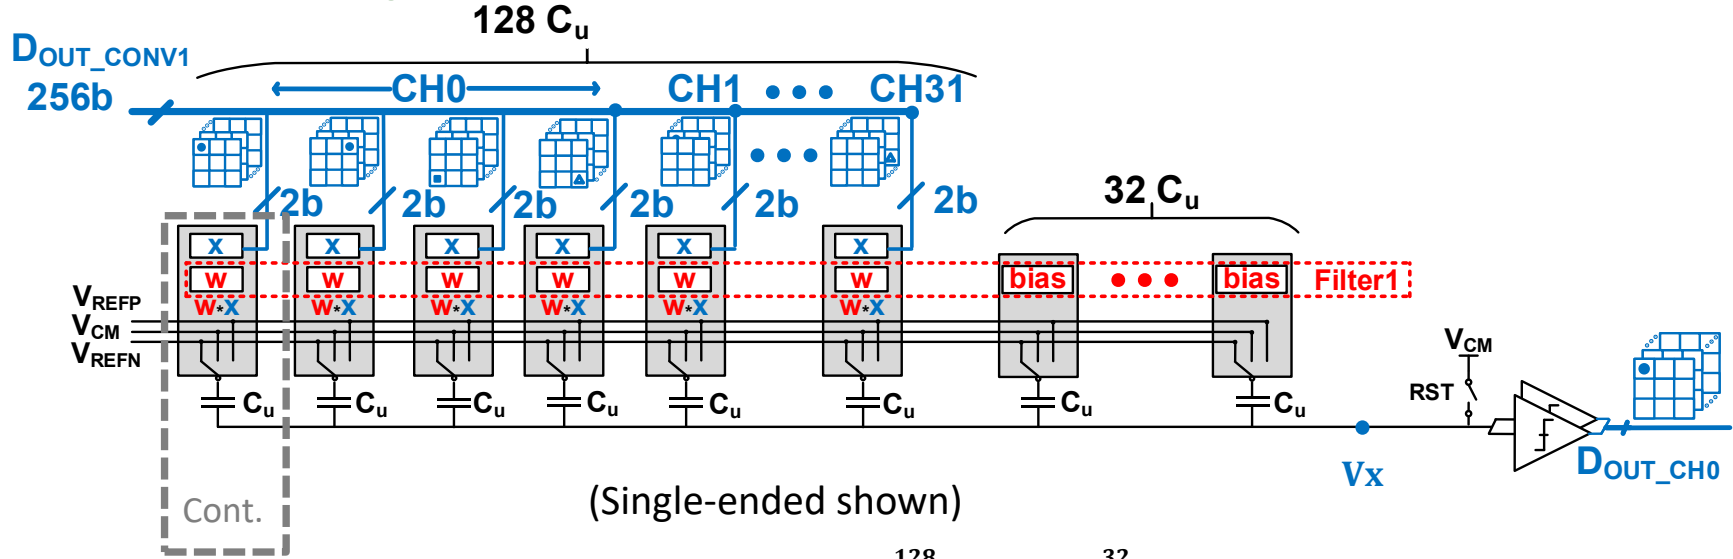 128 Cu
DOUT_CONV1
256b
CH0
CH1
CH31
2b 2b 2b 2b 2b 2b
32 Cu
x x x x x x
w w w w w w bias bias Filter1
w*x w*x w*x w*x w*x w*x
VREFP
VCM
VREFN
VCM
RST
Cu Cu Cu Cu Cu Cu Cu Cu
Vx
DOUT_CH0
Cont.
(Single-ended shown)
128 32